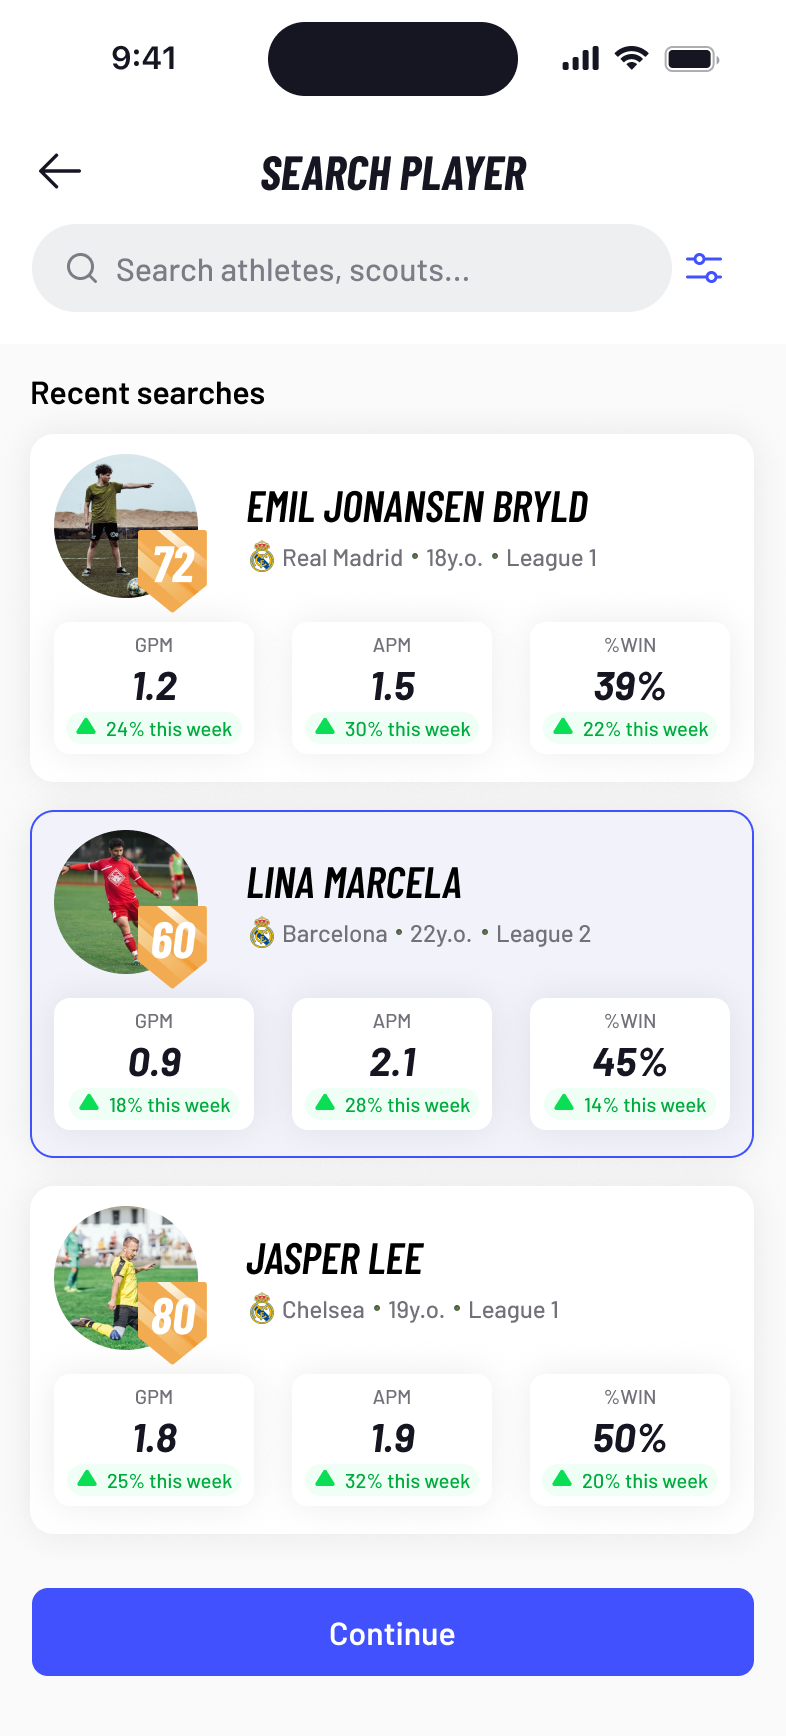 9:41
SEARCH PLAYER
Search athletes, scouts...
Recent searches
EMIL JONANSEN BRYLD
Real Madrid • 18y.o. • League 1
72
GPM APM %WIN
1.2 1.5 39%
24% this week 30% this week 22% this week
LINA MARCELA
Barcelona • 22y.o. • League 2
60
GPM APM %WIN
0.9 2.1 45%
18% this week 28% this week 14% this week
JASPER LEE
Chelsea • 19y.o. • League 1
80
GPM APM %WIN
1.8 1.9 50%
25% this week 32% this week 20% this week
Continue